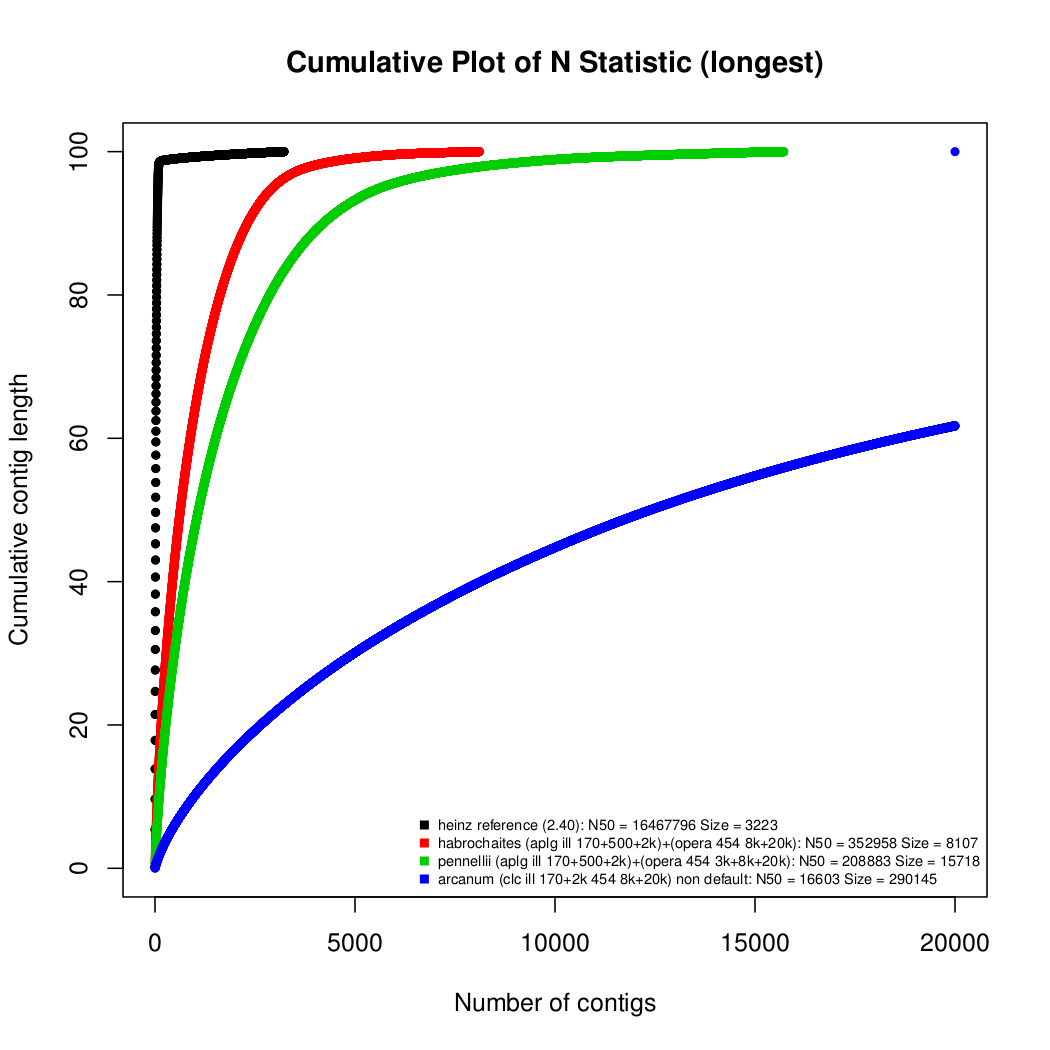 Cumulative Plot of N Statistic (longest)
Cumulative contig length
100
80
60
40
20
0
heinz reference (2.40): N50 = 16467796 Size = 3223
habrochaites (aplg ill 170+500+2k)+(opera 454 8k+20k): N50 = 352958 Size = 8107
pennellii (aplg ill 170+500+2k)+(opera 454 3k+8k+20k): N50 = 208883 Size = 15718
arcanum (clc ill 170+2k 454 8k+20k) non default: N50 = 16603 Size = 290145
0 5000 10000 15000 20000
Number of contigs